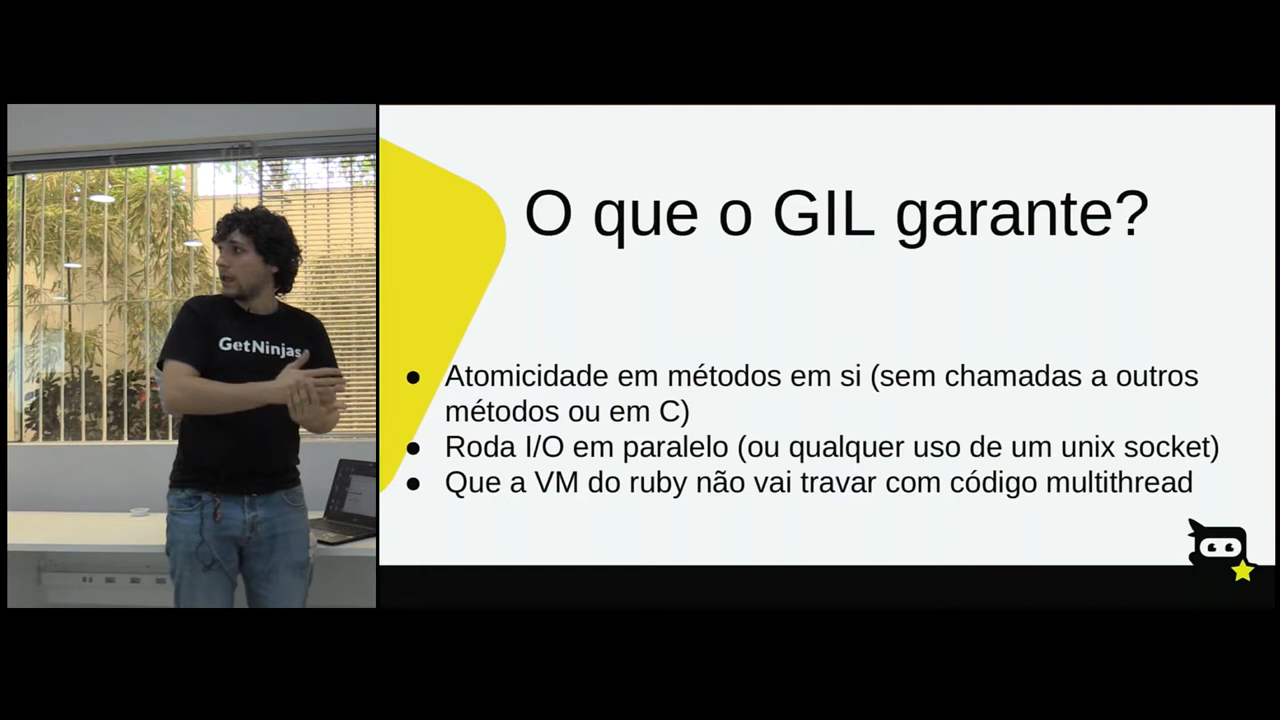 GetNinjas
O que o GIL garante?
● Atomicidade em métodos em si (sem chamadas a outros
métodos ou em C)
● Roda I/O em paralelo (ou qualquer uso de um unix socket)
● Que a VM do ruby não vai travar com código multithread